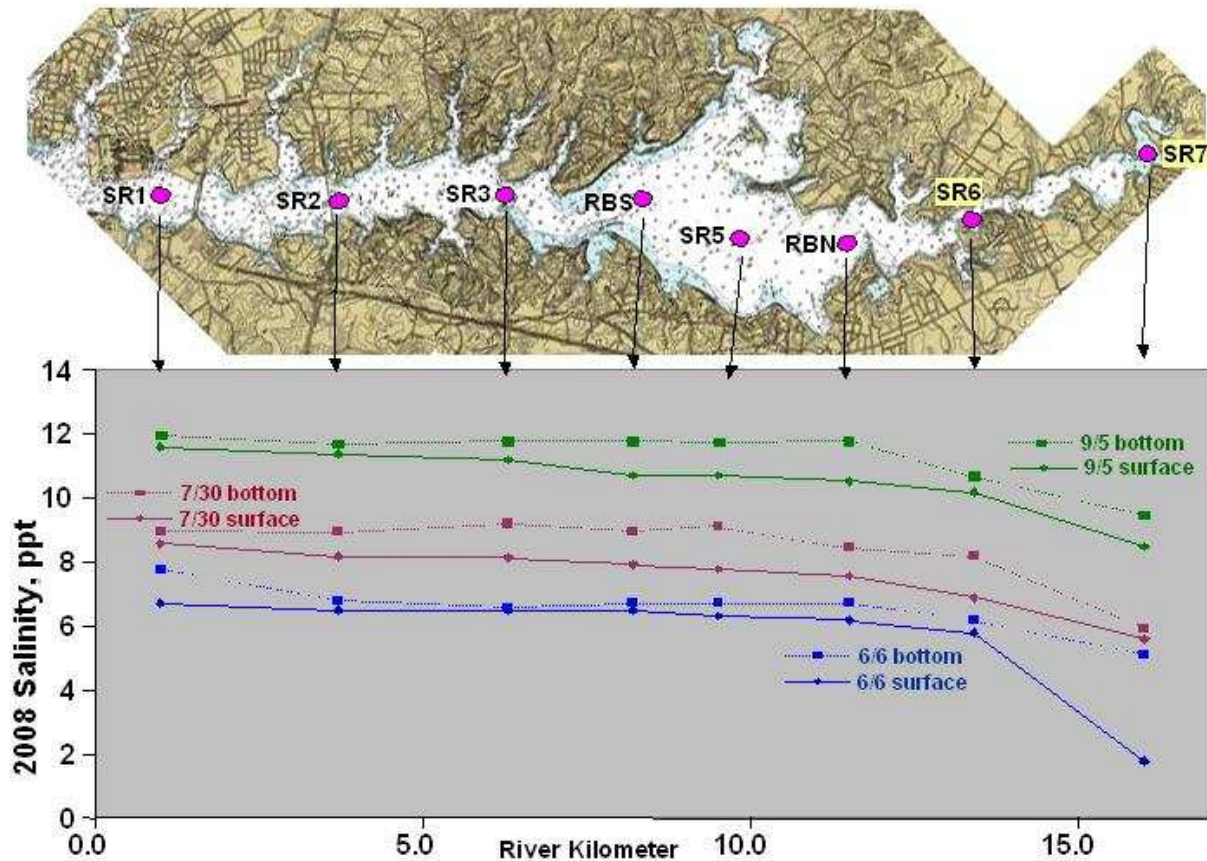 SR1
SR2
SR3
RBS
SR5
RBN
SR6
SR7
14
12
10
8
6
4
2
0
2008 Salinity, ppt
9/5 bottom
9/5 surface
7/30 bottom
7/30 surface
6/6 bottom
6/6 surface
0.0
5.0
10.0
15.0
River Kilometer